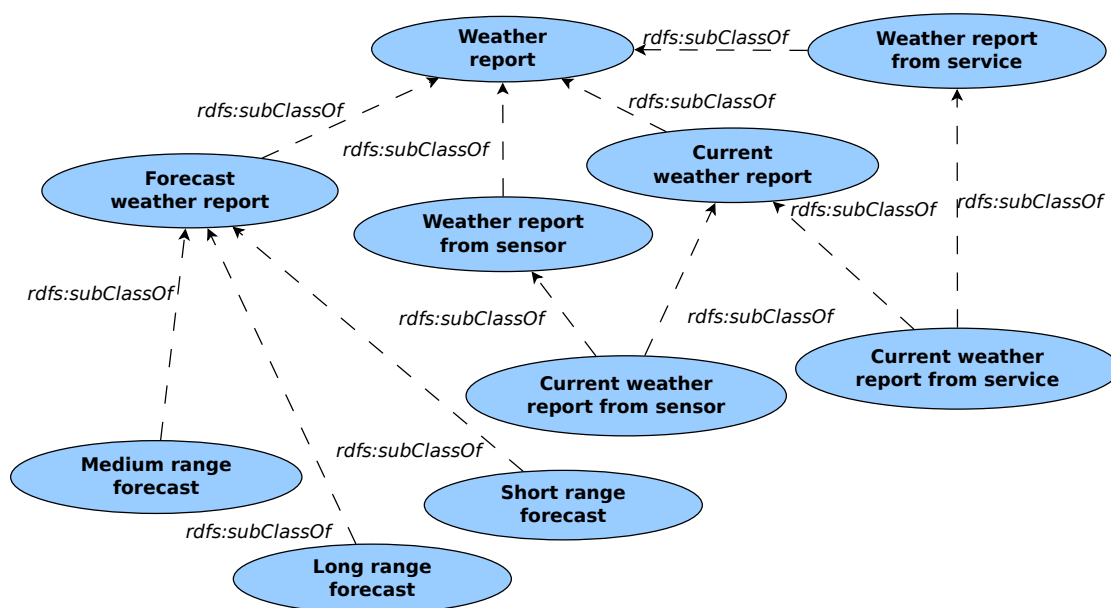 Weather
report
rdfs:subClassOf
Weather report
from service
rdfs:subClassOf
rdfs:subClassOf
rdfs:subClassOf
Current
weather report
Forecast
weather report
Weather report
from sensor
rdfs:subClassOf
rdfs:subClassOf
rdfs:subClassOf
rdfs:subClassOf
rdfs:subClassOf
Current weather
report from service
Current weather
report from sensor
rdfs:subClassOf
Medium range
forecast
Short range
forecast
rdfs:subClassOf
Long range
forecast